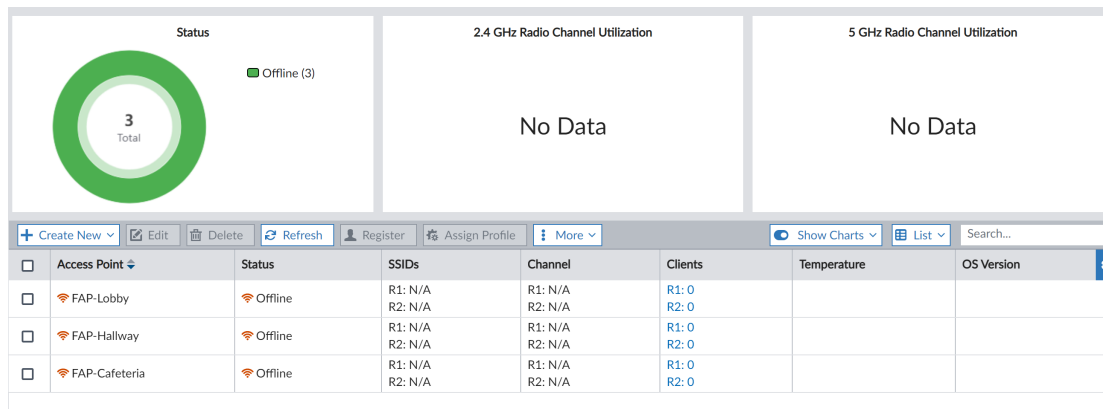 Status
Offline (3)
3
Total
2.4 GHz Radio Channel Utilization
No Data
5 GHz Radio Channel Utilization
No Data
Create New Edit Delete Refresh Register Assign Profile More Show Charts List Search...
Access Point Status SSIDs Channel Clients Temperature OS Version
FAP-Lobby Offline R1: N/A R1: N/A R1: 0
R2: N/A R2: N/A R2: 0
FAP-Hallway Offline R1: N/A R1: N/A R1: 0
R2: N/A R2: N/A R2: 0
FAP-Cafeteria Offline R1: N/A R1: N/A R1: 0
R2: N/A R2: N/A R2: 0